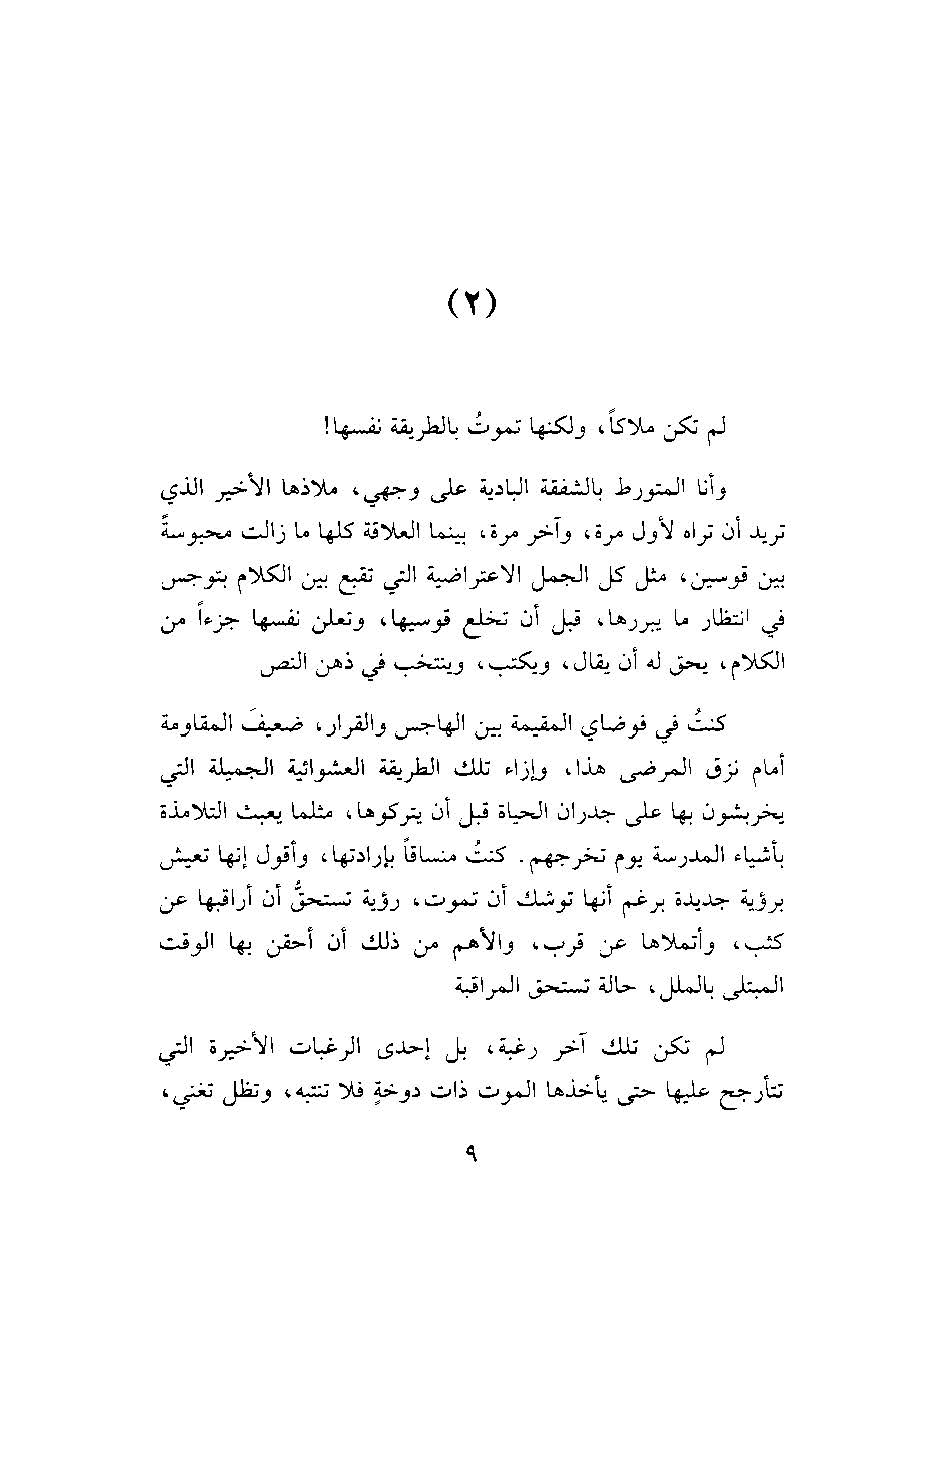 (٢)
لم تكن ملاكاً، ولكنها تموتُ بالطريقة نفسها!
وأنا المتورط بالشفقة البادية على وجهي، ملاذها الأخير الذي
تريد أن تراه لأول مرة، وآخر مرة، بينما العلاقة كلها ما زالت محبوسةً
بين قوسين، مثل كل الجمل الاعتراضية التي تقبع بين الكلام بتوجس
في انتظار ما يبررها، قبل أن تخلع قوسيها، وتعلن نفسها جزءاً من
الكلام، يحق له أن يقال، ويكتب، وينتخب في ذهن النص
كنتُ في فوضاي المقيمة بين الهاجس والقرار، ضعيفَ المقاومة
أمام نزق المرضى هذا، وإزاء تلك الطريقة العشوائية الجميلة التي
يخربشون بها على جدران الحياة قبل أن يتركوها، مثلما يعبث التلامذة
بأشياء المدرسة يوم تخرجهم. كنتُ منساقاً بإرادتها، وأقول إنها تعيش
برؤية جديدة برغم أنها توشك أن تموت، رؤية تستحقُّ أن أراقبها عن
كثب، وأتملاها عن قرب، والأهم من ذلك أن أحقن بها الوقت
المبتلى بالملل، حالة تستحق المراقبة
لم تكن تلك آخر رغبة، بل إحدى الرغبات الأخيرة التي
تتأرجح عليها حتى يأخذها الموت ذات دوخةٍ فلا تنتبه، وتظل تغني،
٩